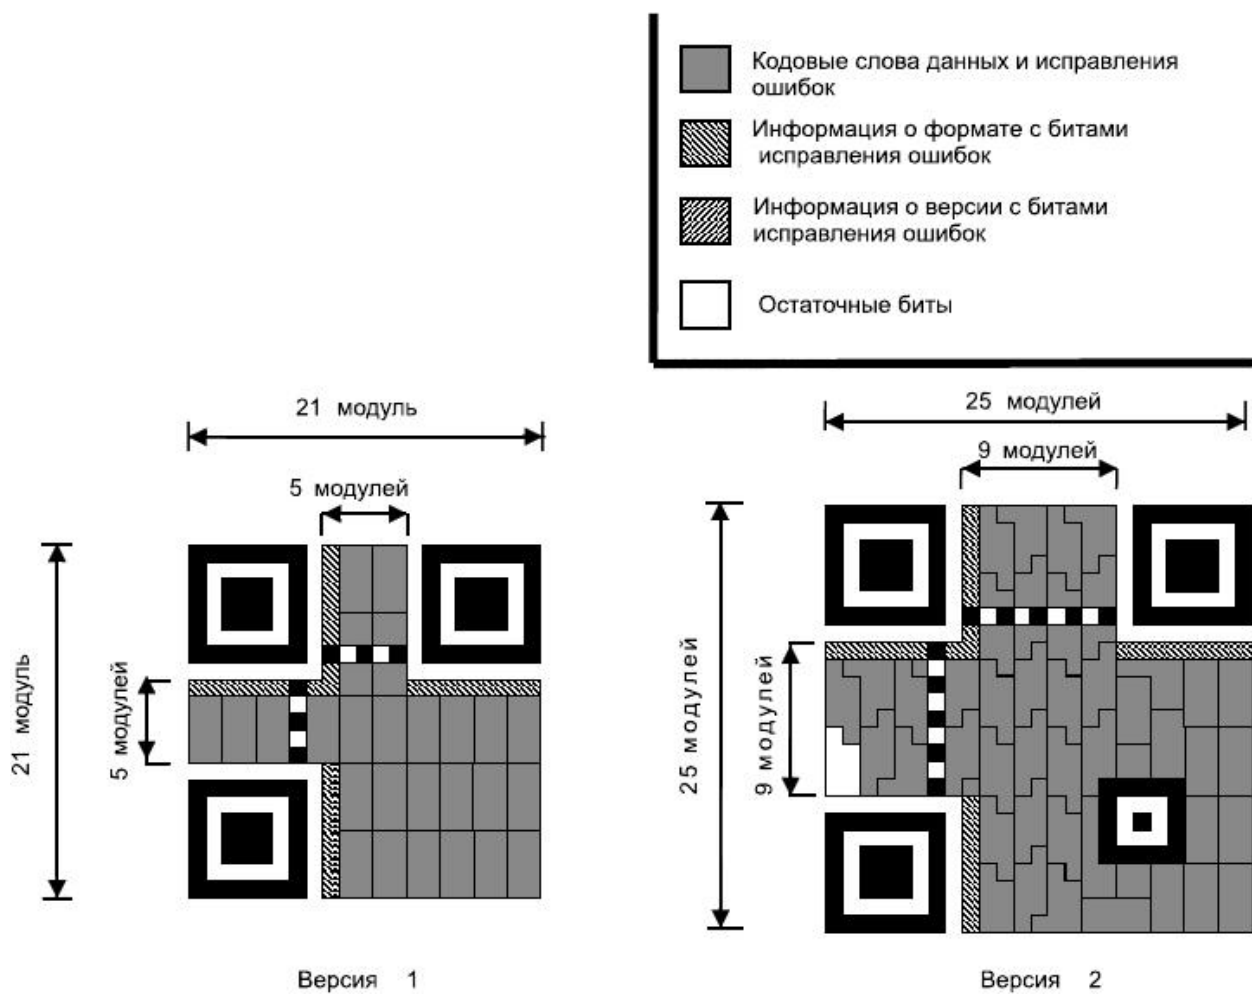 Кодовые слова данных и исправления
ошибок
Информация о формате с битами
исправления ошибок
Информация о версии с битами
исправления ошибок
Остаточные биты
21 модуль
5 модулей
21 модуль
5 модулей
Версия 1
25 модулей
9 модулей
25 модулей
9 модулей
Версия 2